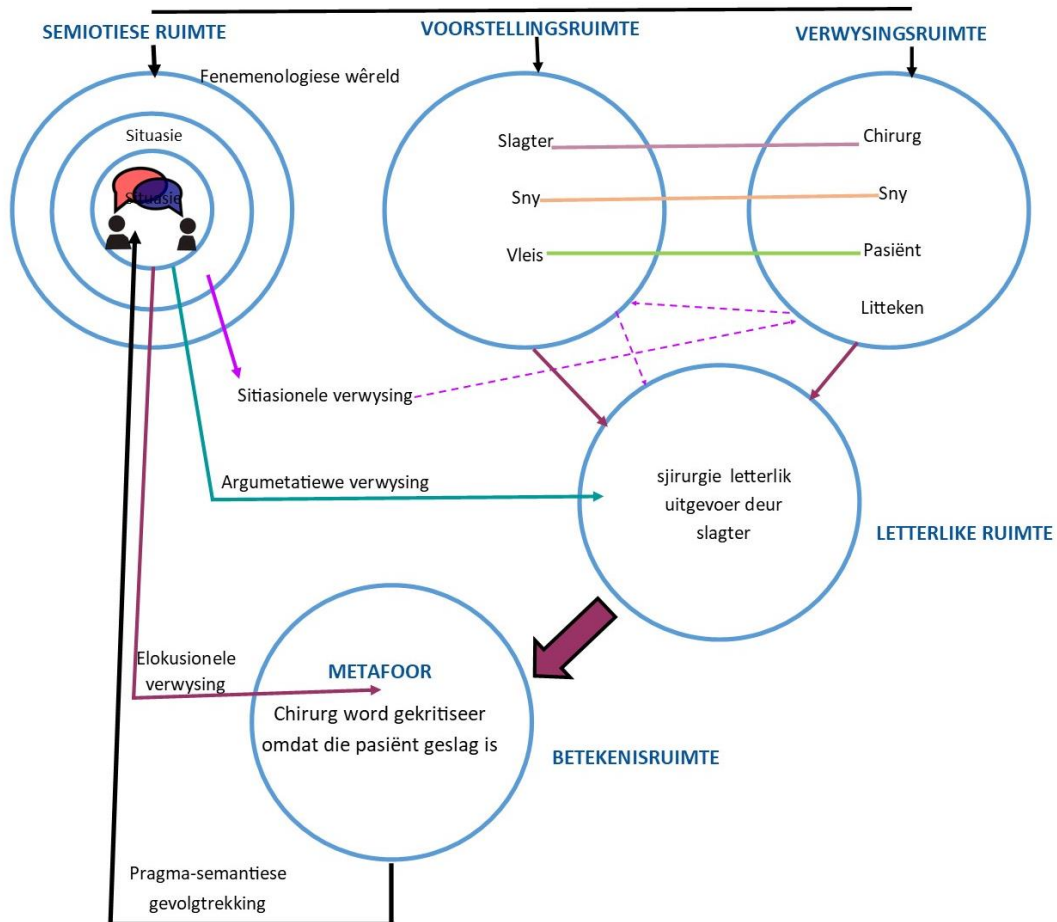 SEMIOTIESE RUIMTE
VOORSTELLINGSRUIMTE
VERWYSINGSRUIMTE
Fenemenologiese wêreld
Situasie
Situasie
Slagter
Chirurg
Sny
Sny
Vleis
Pasiënt
Litteken
Sitiasionele verwysing
Argumetatiewe verwysing
sjirurgie letterlik
uitgevoer deur
slagter
LETTERLIKE RUIMTE
Elokusionele
verwysing
METAFOOR
Chirurg word gekritiseer
omdat die pasiënt geslag is
BETEKENISRUIMTE
Pragma-semantiese
gevolgtrekking